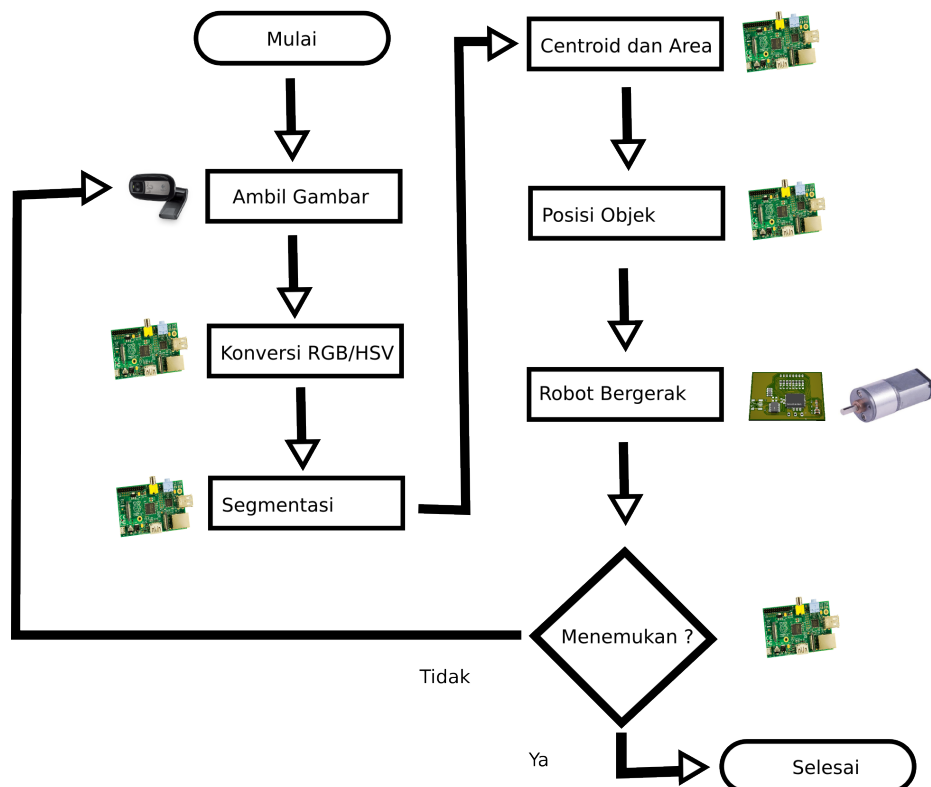 Mulai
Ambil Gambar
Konversi RGB/HSV
Segmentasi
Centroid dan Area
Posisi Objek
Robot Bergerak
Menemukan ?
Tidak
Ya
Selesai